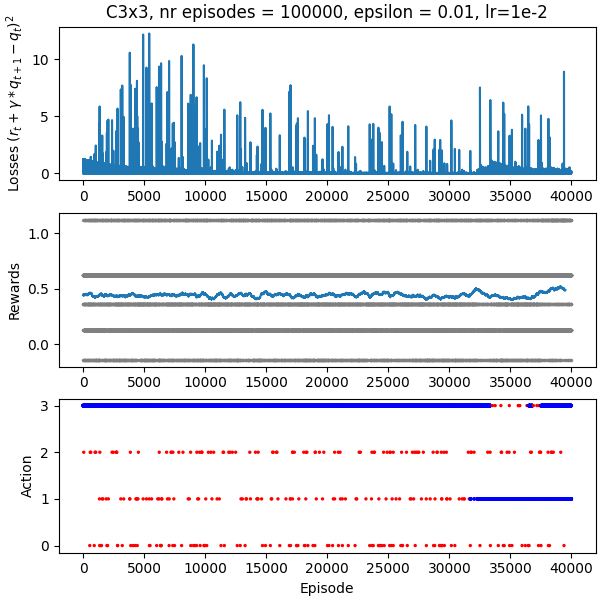 C3x3, nr episodes = 100000, epsilon = 0.01, lr=1e-2
Losses $(r_t + \gamma * q_{t+1} - q_t)^2$
10
5
0
0 5000 10000 15000 20000 25000 30000 35000 40000
Rewards
1.0
0.5
0.0
0 5000 10000 15000 20000 25000 30000 35000 40000
Action
3
2
1
0
0 5000 10000 15000 20000 25000 30000 35000 40000
Episode